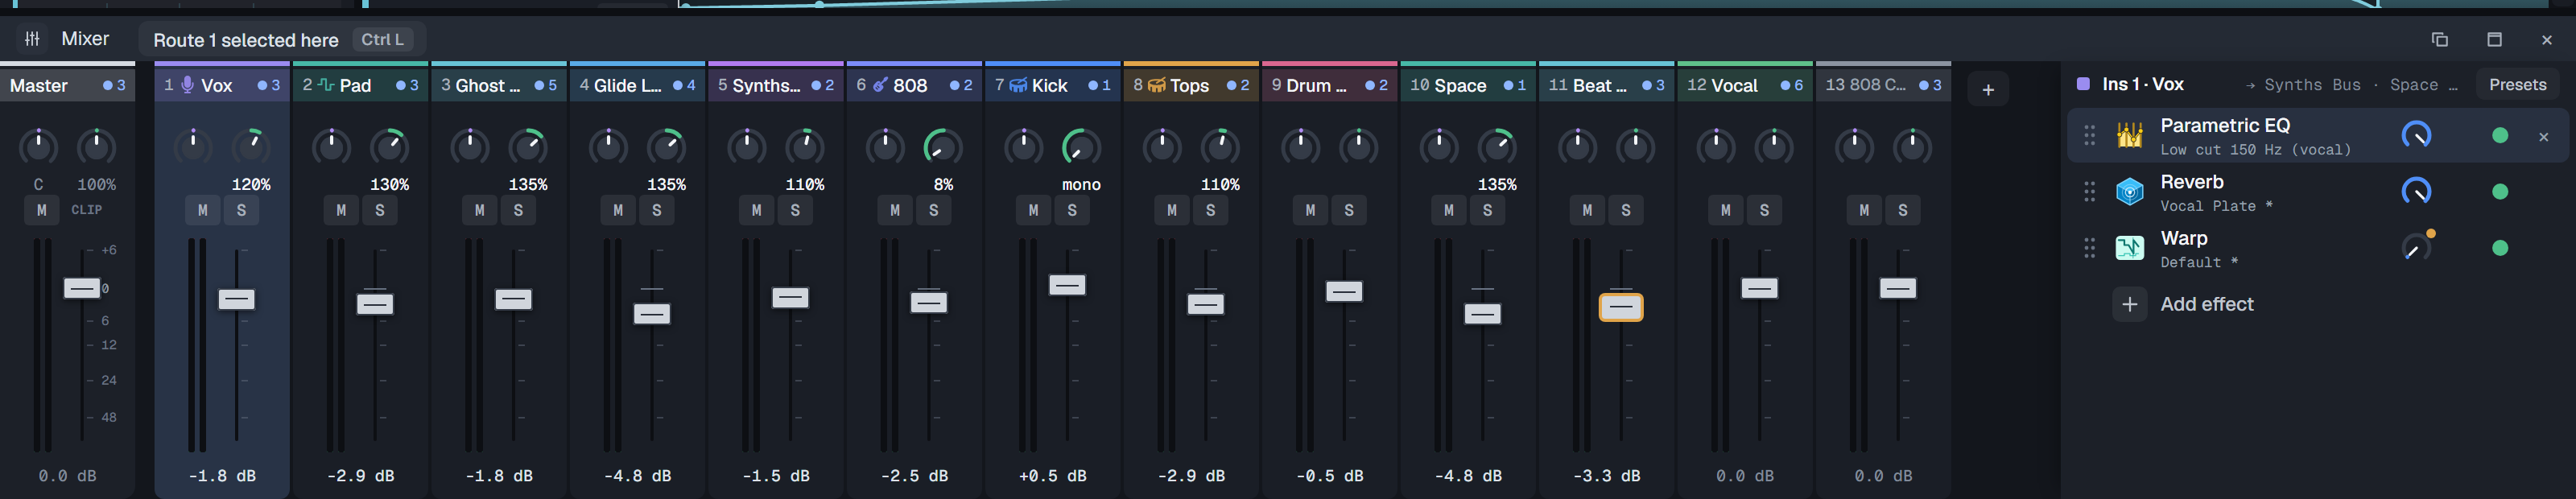 Mixer Route 1 selected here Ctrl L
Master 3
1 Vox 3
2 Pad 3
3 Ghost ... 5
4 Glide L... 4
5 Synths... 2
6 808 2
7 Kick 1
8 Tops 2
9 Drum ... 2
10 Space 1
11 Beat ... 3
12 Vocal 6
13 808 C... 3
+
C 100% 120% 130% 135% 135% 110% 8% mono 110% 135%
M CLIP M S M S M S M S M S M S M S M S M S M S M S M S M S
+6
0
6
12
24
48
0.0 dB -1.8 dB -2.9 dB -1.8 dB -4.8 dB -1.5 dB -2.5 dB +0.5 dB -2.9 dB -0.5 dB -4.8 dB -3.3 dB 0.0 dB 0.0 dB
Ins 1 · Vox → Synths Bus · Space … Presets
Parametric EQ
Low cut 150 Hz (vocal)
Reverb
Vocal Plate *
Warp
Default *
+ Add effect